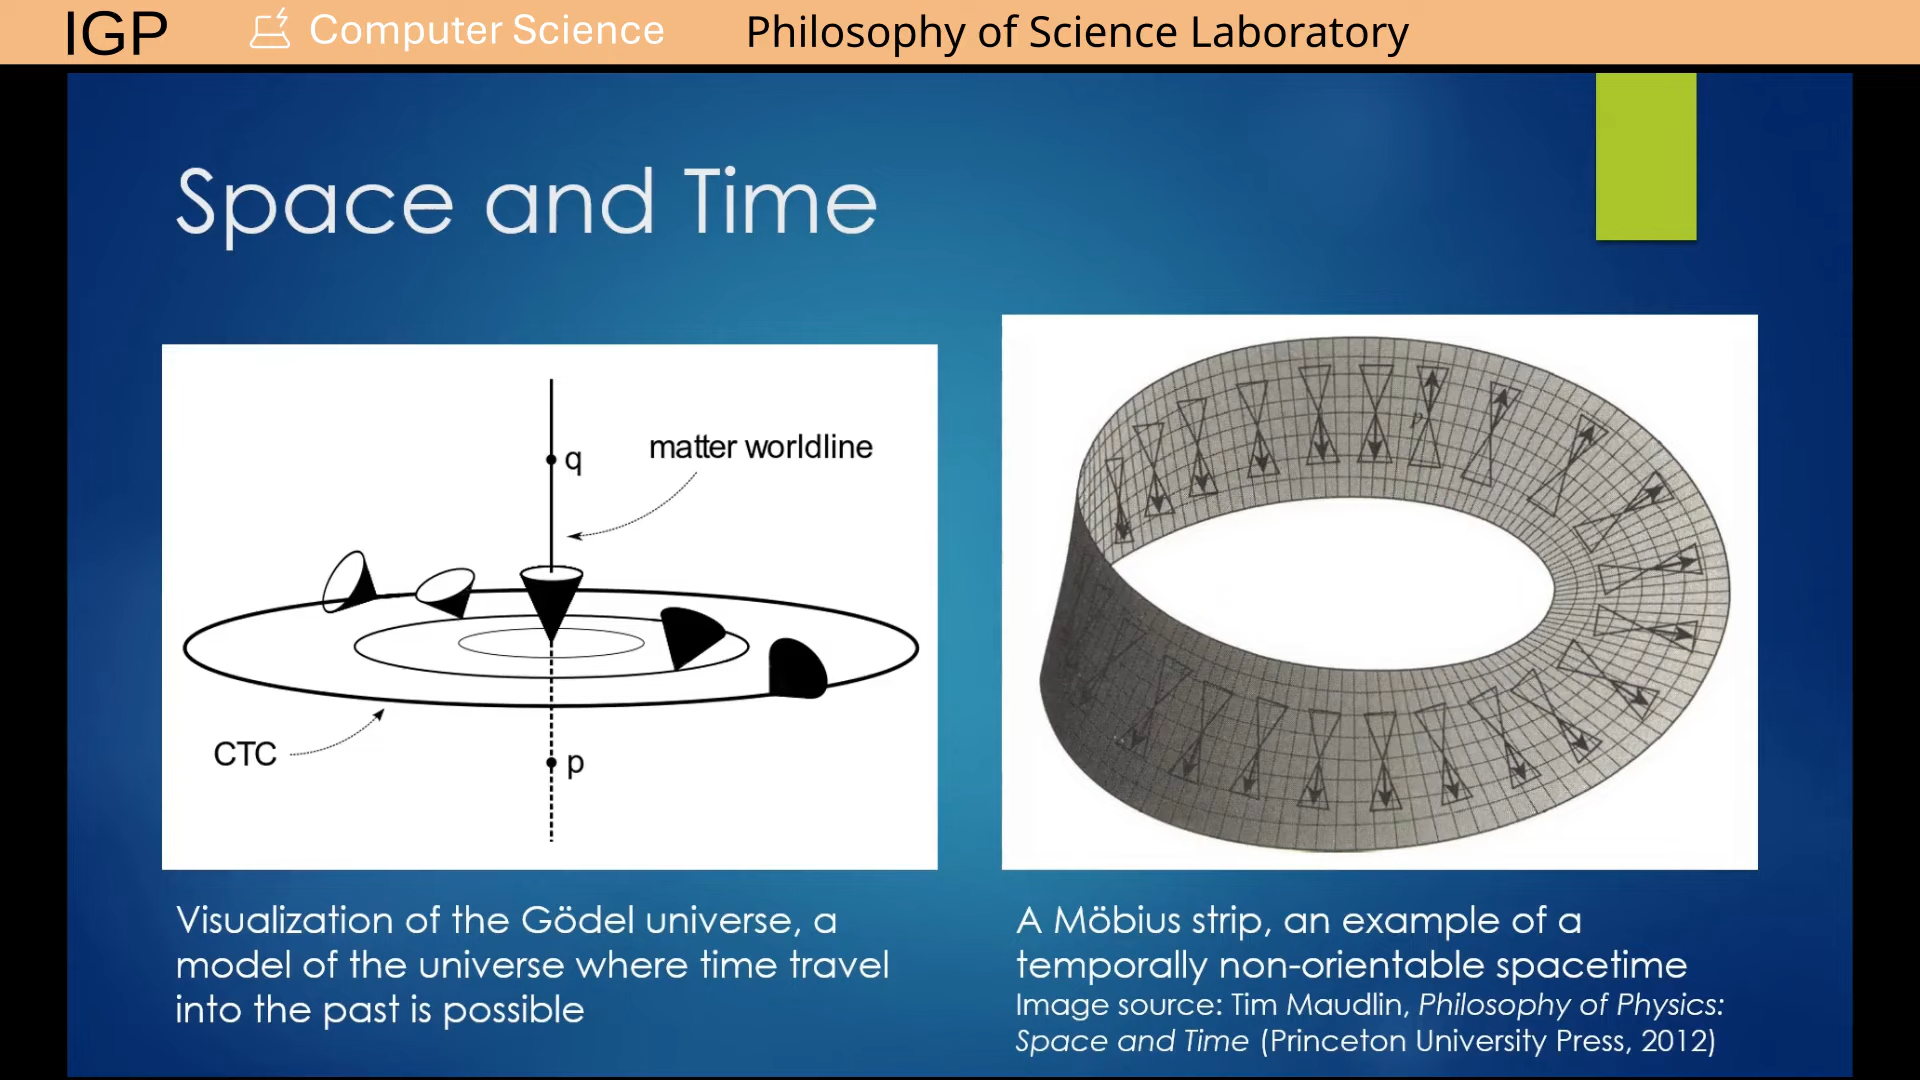 IGP
Computer Science
Philosophy of Science Laboratory
Space and Time
q
matter worldline
CTC
p
p
Visualization of the Gödel universe, a
model of the universe where time travel
into the past is possible
A Möbius strip, an example of a
temporally non-orientable spacetime
Image source: Tim Maudlin, Philosophy of Physics:
Space and Time (Princeton University Press, 2012)